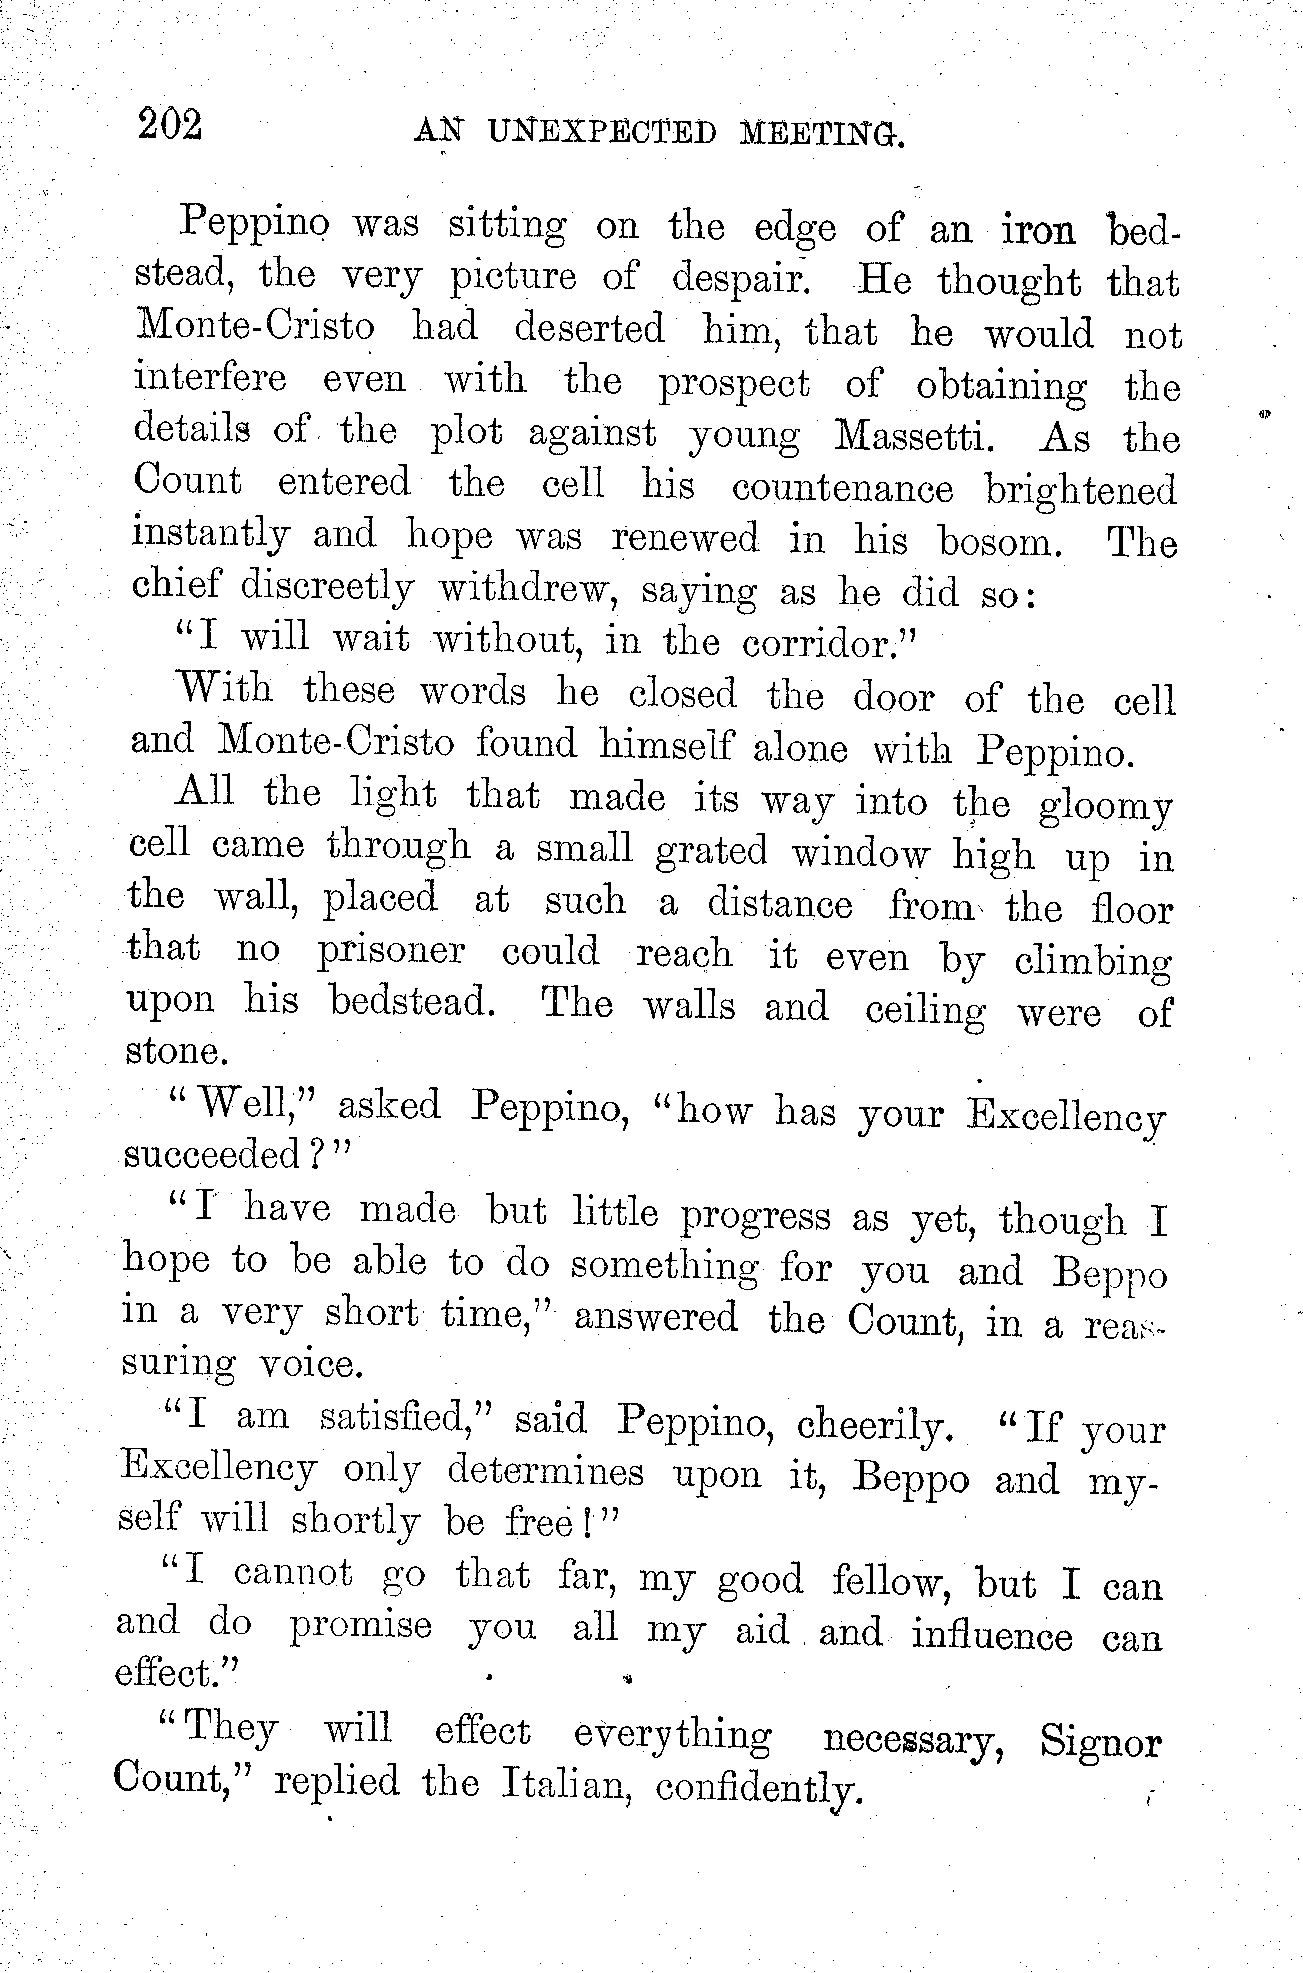 202 AN UNEXPECTED MEETING.
Peppino was sitting on the edge of an iron bed-
stead, the very picture of despair. He thought that
Monte-Cristo had deserted him, that he would not
interfere even with the prospect of obtaining the
details of the plot against young Massetti. As the
Count entered the cell his countenance brightened
instantly and hope was renewed in his bosom. The
chief discreetly withdrew, saying as he did so:
"I will wait without, in the corridor."
With these words he closed the door of the cell
and Monte-Cristo found himself alone with Peppino.
All the light that made its way into the gloomy
cell came through a small grated window high up in
the wall, placed at such a distance from the floor
that no prisoner could reach it even by climbing
upon his bedstead. The walls and ceiling were of
stone.
"Well," asked Peppino, "how has your Excellency
succeeded?"
"I have made but little progress as yet, though I
hope to be able to do something for you and Beppo
in a very short time," answered the Count, in a reas-
suring voice.
"I am satisfied," said Peppino, cheerily. "If your
Excellency only determines upon it, Beppo and my-
self will shortly be free!"
"I cannot go that far, my good fellow, but I can
and do promise you all my aid and influence can
effect."
"They will effect everything necessary, Signor
Count," replied the Italian, confidently.